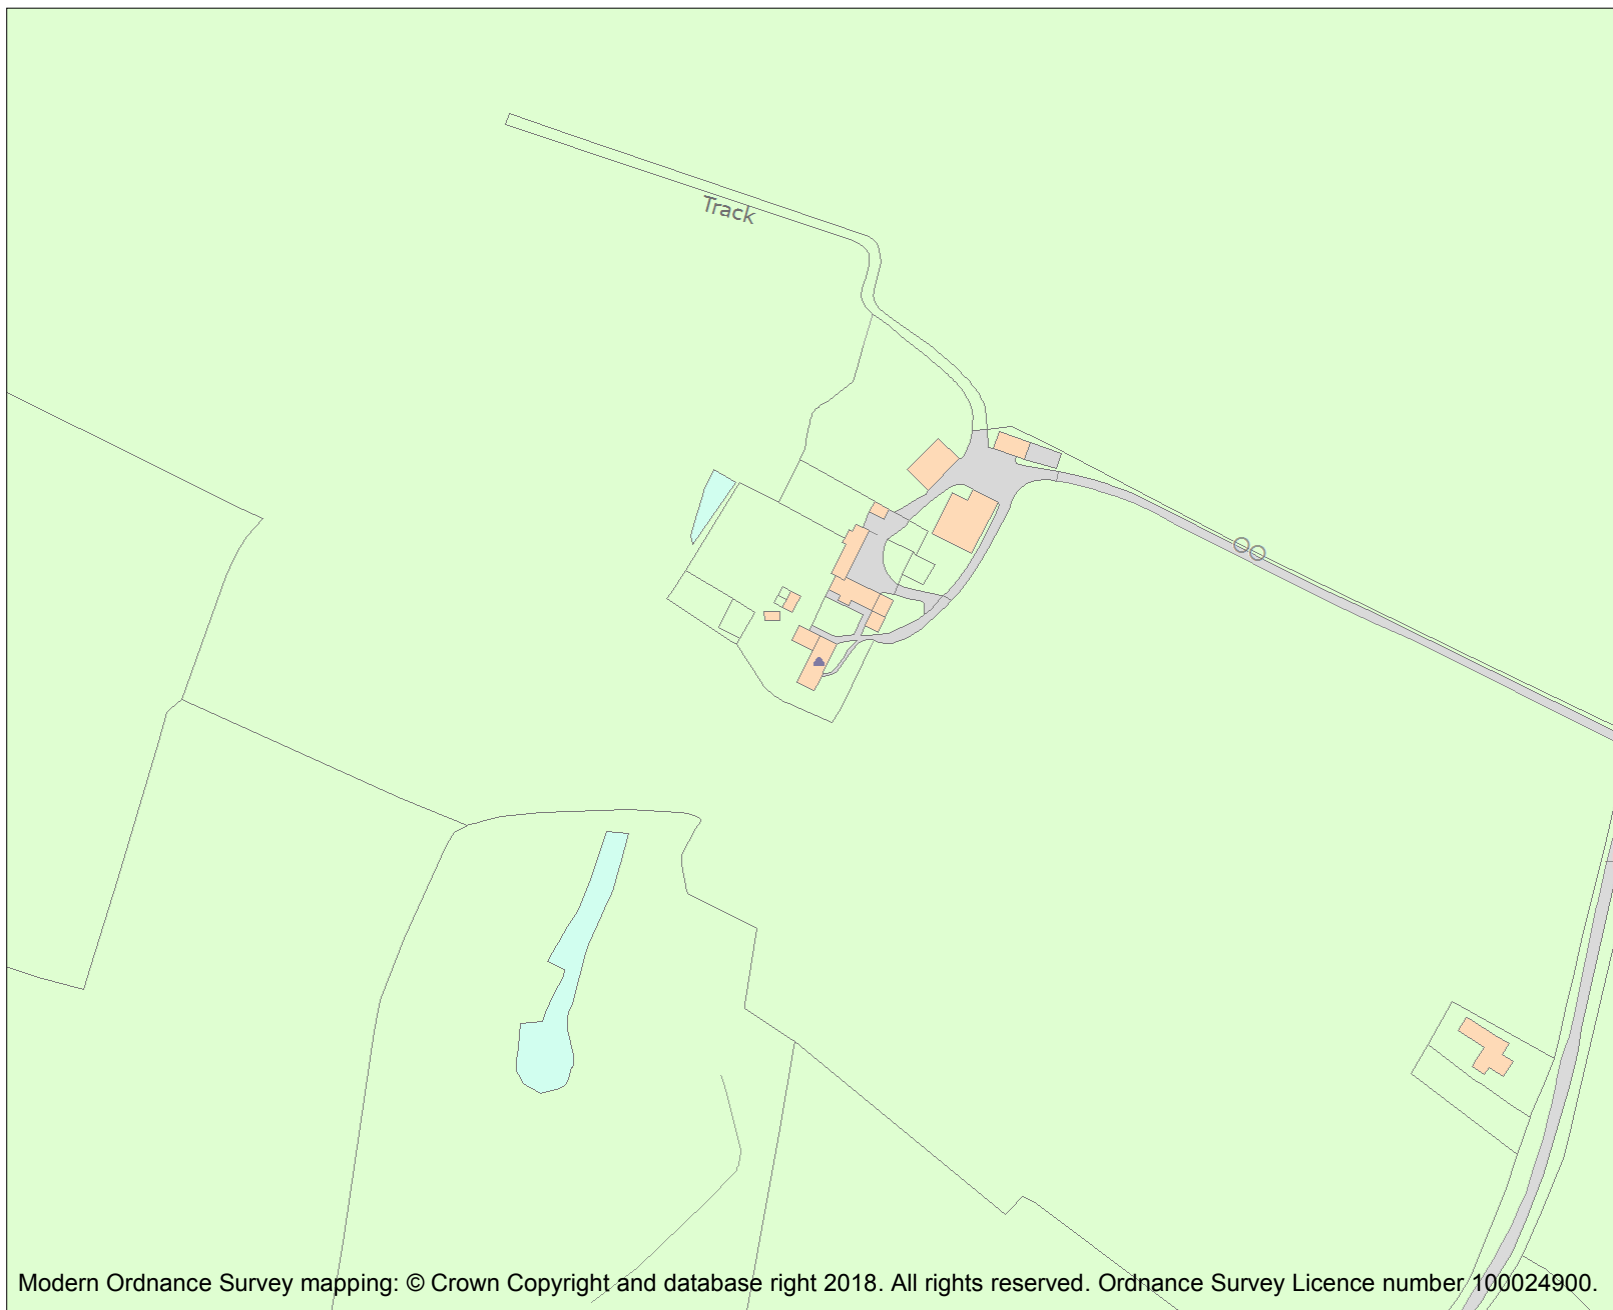 Track
Modern Ordnance Survey mapping: © Crown Copyright and database right 2018. All rights reserved. Ordnance Survey Licence number 100024900.